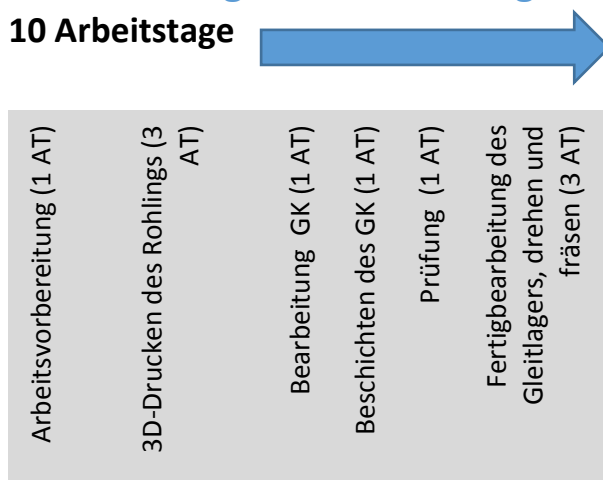 10 Arbeitstage
Arbeitsvorbereitung (1 AT)
3D-Drucken des Rohlings (3
AT)
Bearbeitung GK (1 AT)
Beschichten des GK (1 AT)
Prüfung (1 AT)
Fertigbearbeitung des
Gleitlagers, drehen und
fräsen (3 AT)